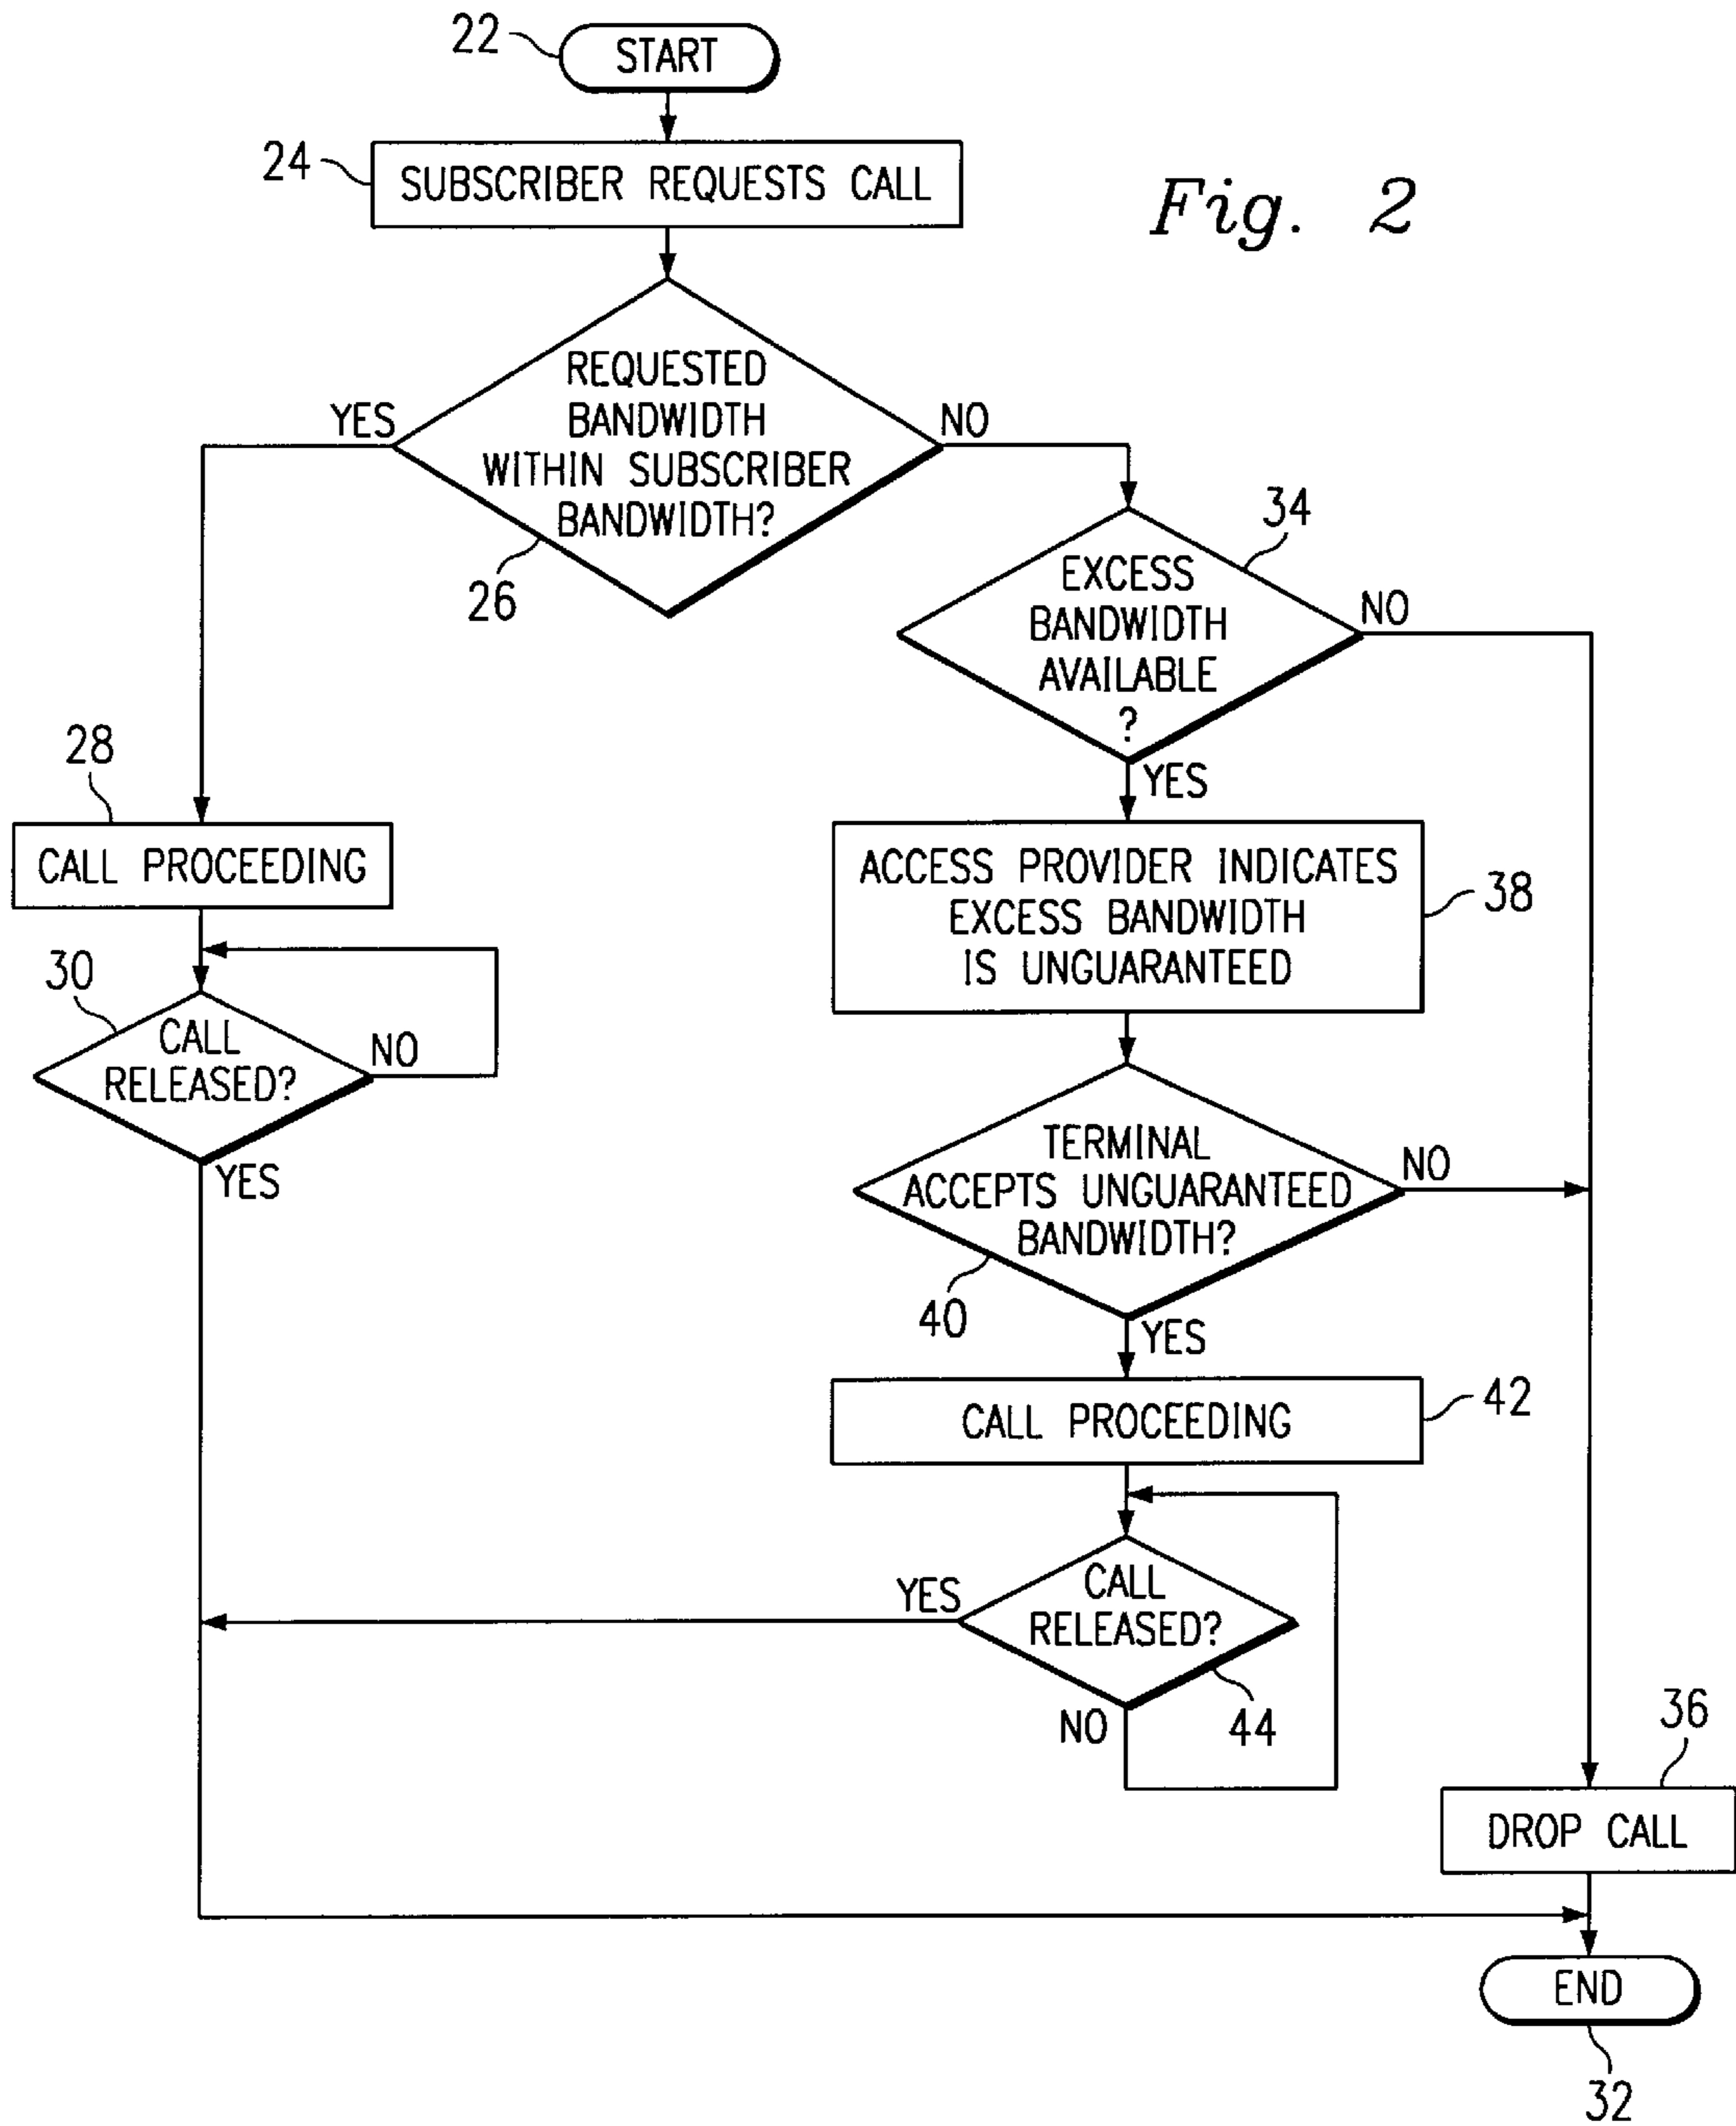 22
START
24
SUBSCRIBER REQUESTS CALL
Fig. 2
REQUESTED
BANDWIDTH
WITHIN SUBSCRIBER
BANDWIDTH?
YES
NO
26
34
EXCESS
BANDWIDTH
AVAILABLE
?
NO
YES
28
CALL PROCEEDING
ACCESS PROVIDER INDICATES
EXCESS BANDWIDTH
IS UNGUARANTEED
38
30
CALL
RELEASED?
NO
YES
TERMINAL
ACCEPTS UNGUARANTEED
BANDWIDTH?
NO
40
YES
CALL PROCEEDING
42
YES
CALL
RELEASED?
NO
44
36
DROP CALL
END
32